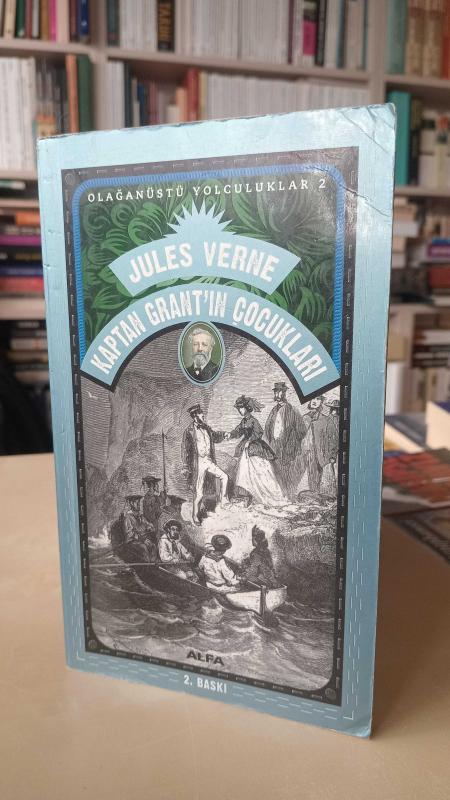 OLAĞANÜSTÜ YOLCULUKLAR 2
JULES VERNE
KAPTAN GRANT'IN ÇOCUKLARI
ALFA
2. BASKI